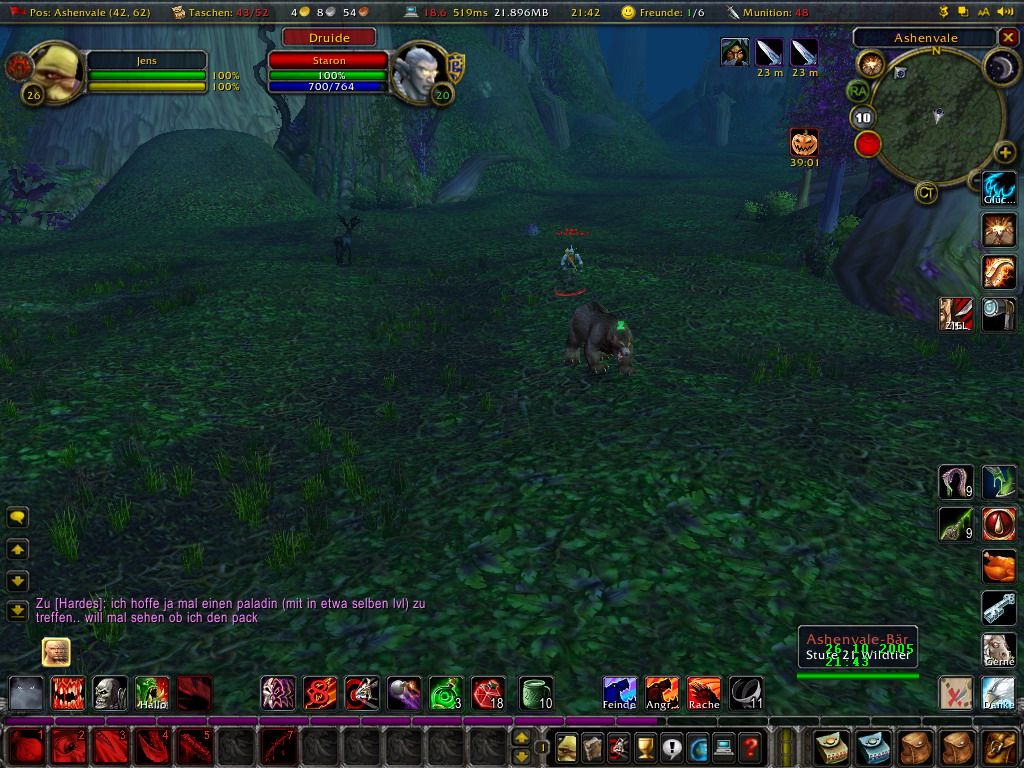 Pos: Ashenvale (42, 62) Taschen: 43/52 4 8 54 18.6 519ms 21.896MB 21:42 Freunde: 1/6 Munition: 48
Druide
Ashenvale
Jens
Staron
100%
100%
100%
700/764
26
20
23 m 23 m
N
RA
10
CT
39:01
Zu [Hardes]: ich hoffe ja mal einen paladin (mit in etwa selben lvl) zu
treffen.. will mal sehen ob ich den pack
9
9
Ashenvale-Bär
Stufe 21, Wildtier
26.10.2005
21:43
Gerne
Hallo
3
18
10
Feinde
Angr..
Rache
11
Danke
1 2 3 4 5 7
1